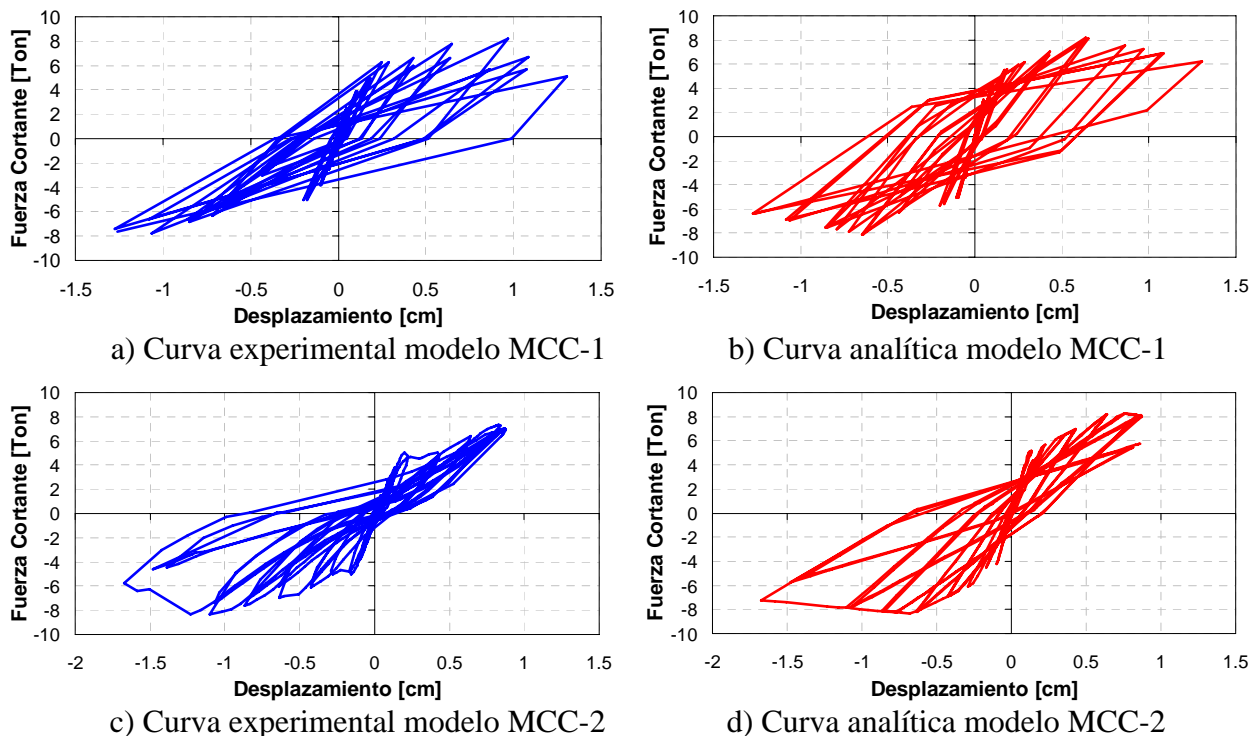 Fuerza Cortante [Ton]
10
8
6
4
2
0
-2
-4
-6
-8
-10
-1.5 -1 -0.5 0 0.5 1 1.5
Desplazamiento [cm]
a) Curva experimental modelo MCC-1
Fuerza Cortante [Ton]
10
8
6
4
2
0
-2
-4
-6
-8
-10
-1.5 -1 -0.5 0 0.5 1 1.5
Desplazamiento [cm]
b) Curva analítica modelo MCC-1
Fuerza Cortante [Ton]
10
8
6
4
2
0
-2
-4
-6
-8
-10
-2 -1.5 -1 -0.5 0 0.5 1 1.5
Desplazamiento [cm]
c) Curva experimental modelo MCC-2
Fuerza Cortante [Ton]
10
8
6
4
2
0
-2
-4
-6
-8
-10
-2 -1.5 -1 -0.5 0 0.5 1 1.5
Desplazamiento [cm]
d) Curva analítica modelo MCC-2